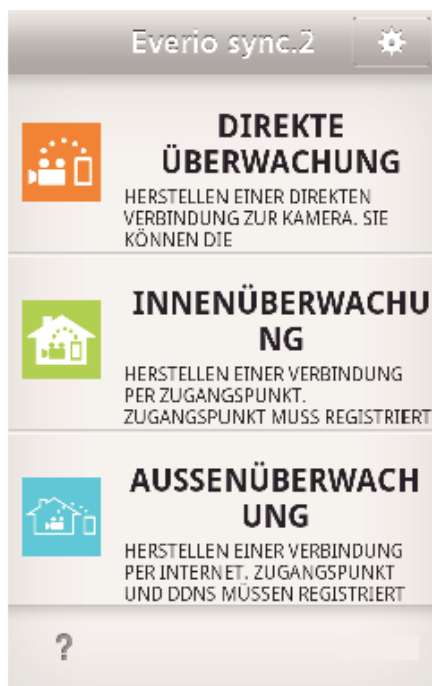 Everio sync.2
DIREKTE
ÜBERWACHUNG
HERSTELLEN EINER DIREKTEN
VERBINDUNG ZUR KAMERA. SIE
KÖNNEN DIE
INNENÜBERWACHU
NG
HERSTELLEN EINER VERBINDUNG
PER ZUGANGSPUNKT.
ZUGANGSPUNKT MUSS REGISTRIERT
AUSSENÜBERWACH
UNG
HERSTELLEN EINER VERBINDUNG
PER INTERNET. ZUGANGSPUNKT
UND DDNS MÜSSEN REGISTRIERT
?